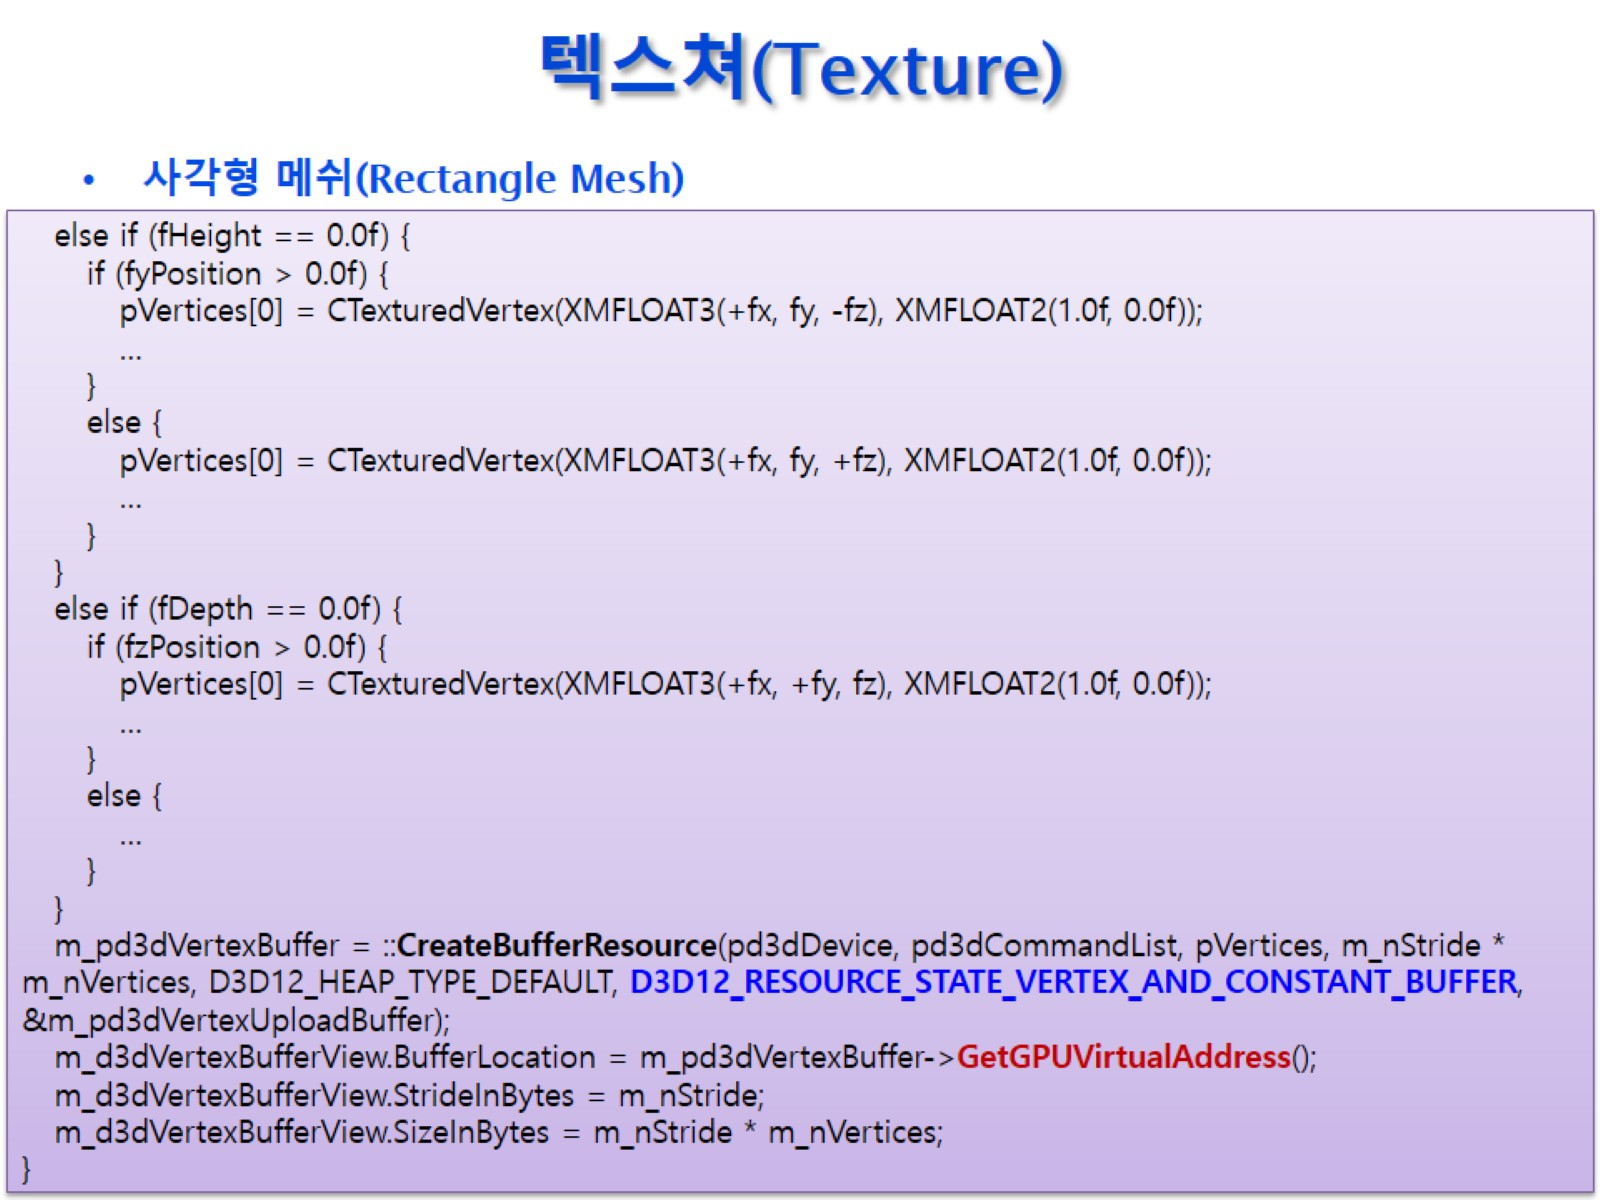 텍스쳐(Texture)
• 사각형 메쉬(Rectangle Mesh)
else if (fHeight == 0.0f) {
if (fyPosition > 0.0f) {
pVertices[0] = CTexturedVertex(XMFLOAT3(+fx, fy, -fz), XMFLOAT2(1.0f, 0.0f));
...
}
else {
pVertices[0] = CTexturedVertex(XMFLOAT3(+fx, fy, +fz), XMFLOAT2(1.0f, 0.0f));
...
}
}
else if (fDepth == 0.0f) {
if (fzPosition > 0.0f) {
pVertices[0] = CTexturedVertex(XMFLOAT3(+fx, +fy, fz), XMFLOAT2(1.0f, 0.0f));
...
}
else {
...
}
}
m_pd3dVertexBuffer = ::CreateBufferResource(pd3dDevice, pd3dCommandList, pVertices, m_nStride *
m_nVertices, D3D12_HEAP_TYPE_DEFAULT, D3D12_RESOURCE_STATE_VERTEX_AND_CONSTANT_BUFFER,
&m_pd3dVertexUploadBuffer);
m_d3dVertexBufferView.BufferLocation = m_pd3dVertexBuffer->GetGPUVirtualAddress();
m_d3dVertexBufferView.StrideInBytes = m_nStride;
m_d3dVertexBufferView.SizeInBytes = m_nStride * m_nVertices;
}